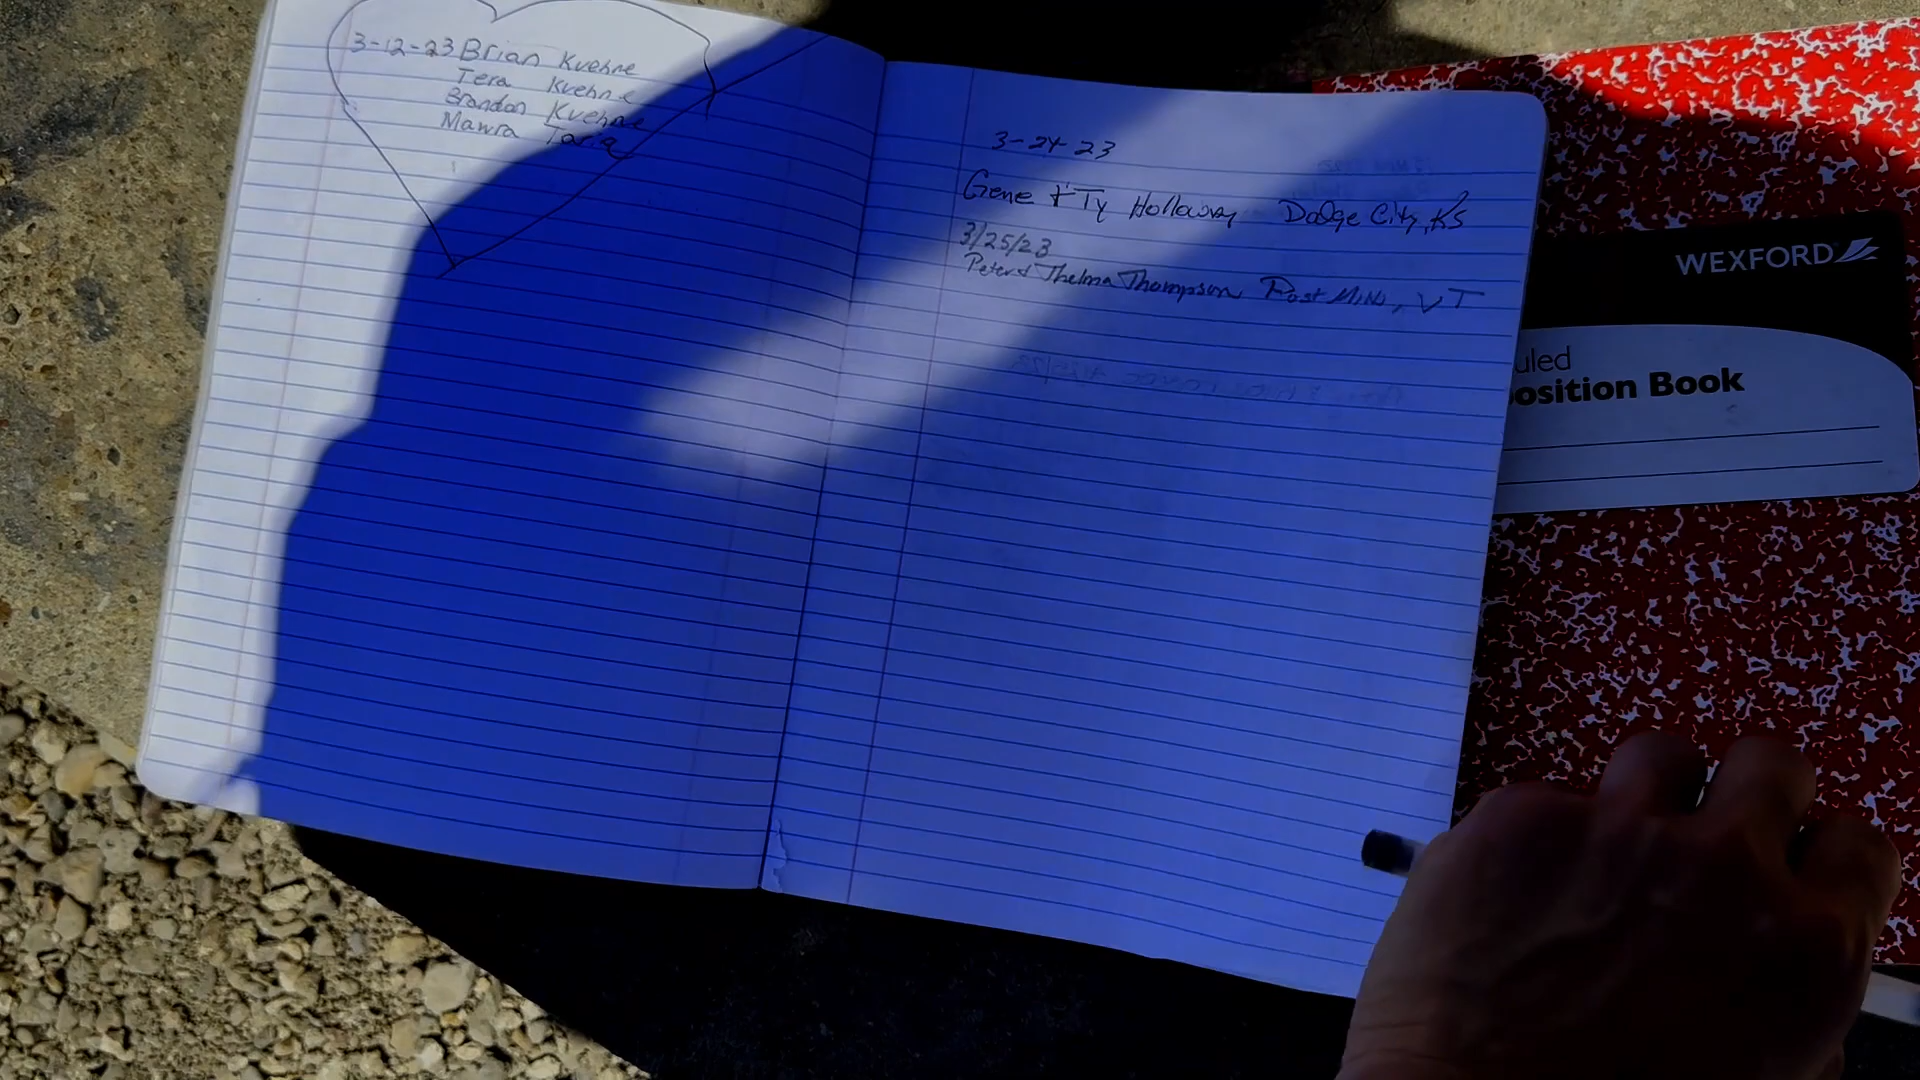 3-12-23 Brian Kuehne
Tera Kuehne
Brandon Kuehne
Mawra Tariq
3-24-23
Gene & Ty Holloway Dodge City, KS
3/25/23
Peter & Thelma Thompson Post Mills, VT
WEXFORD
uled
osition Book